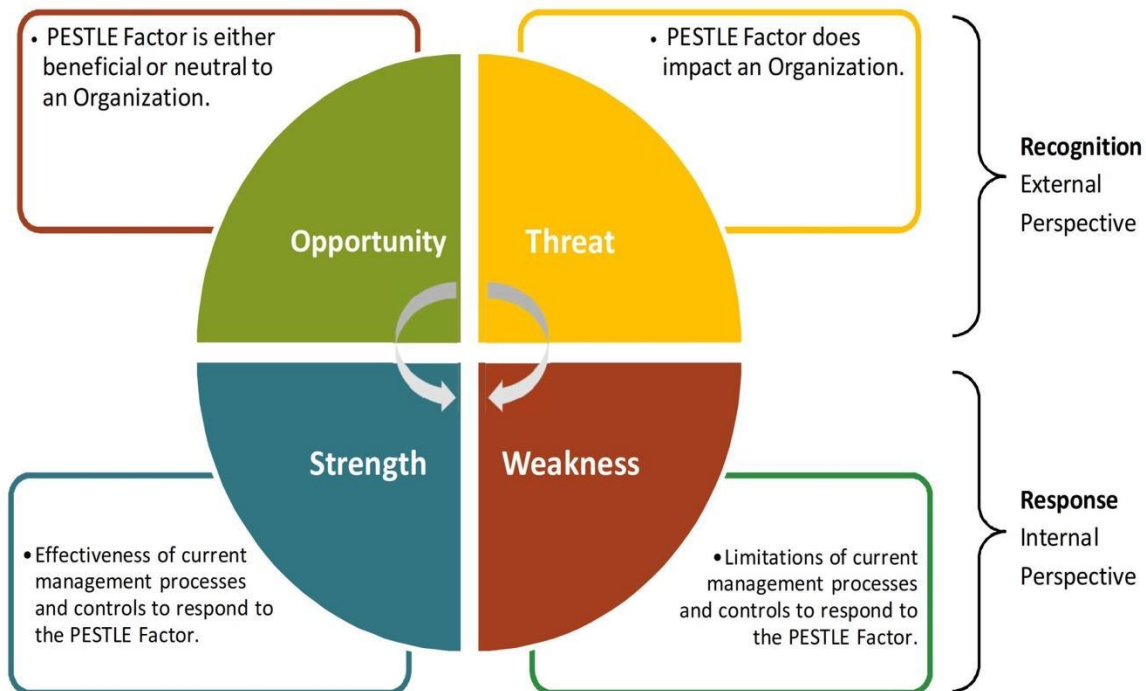 • PESTLE Factor is either
beneficial or neutral to
an Organization.
• PESTLE Factor does
impact an Organization.
Recognition
External
Perspective
Opportunity
Threat
Strength
Weakness
•Effectiveness of current
management processes
and controls to respond to
the PESTLE Factor.
•Limitations of current
management processes
and controls to respond to
the PESTLE Factor.
Response
Internal
Perspective